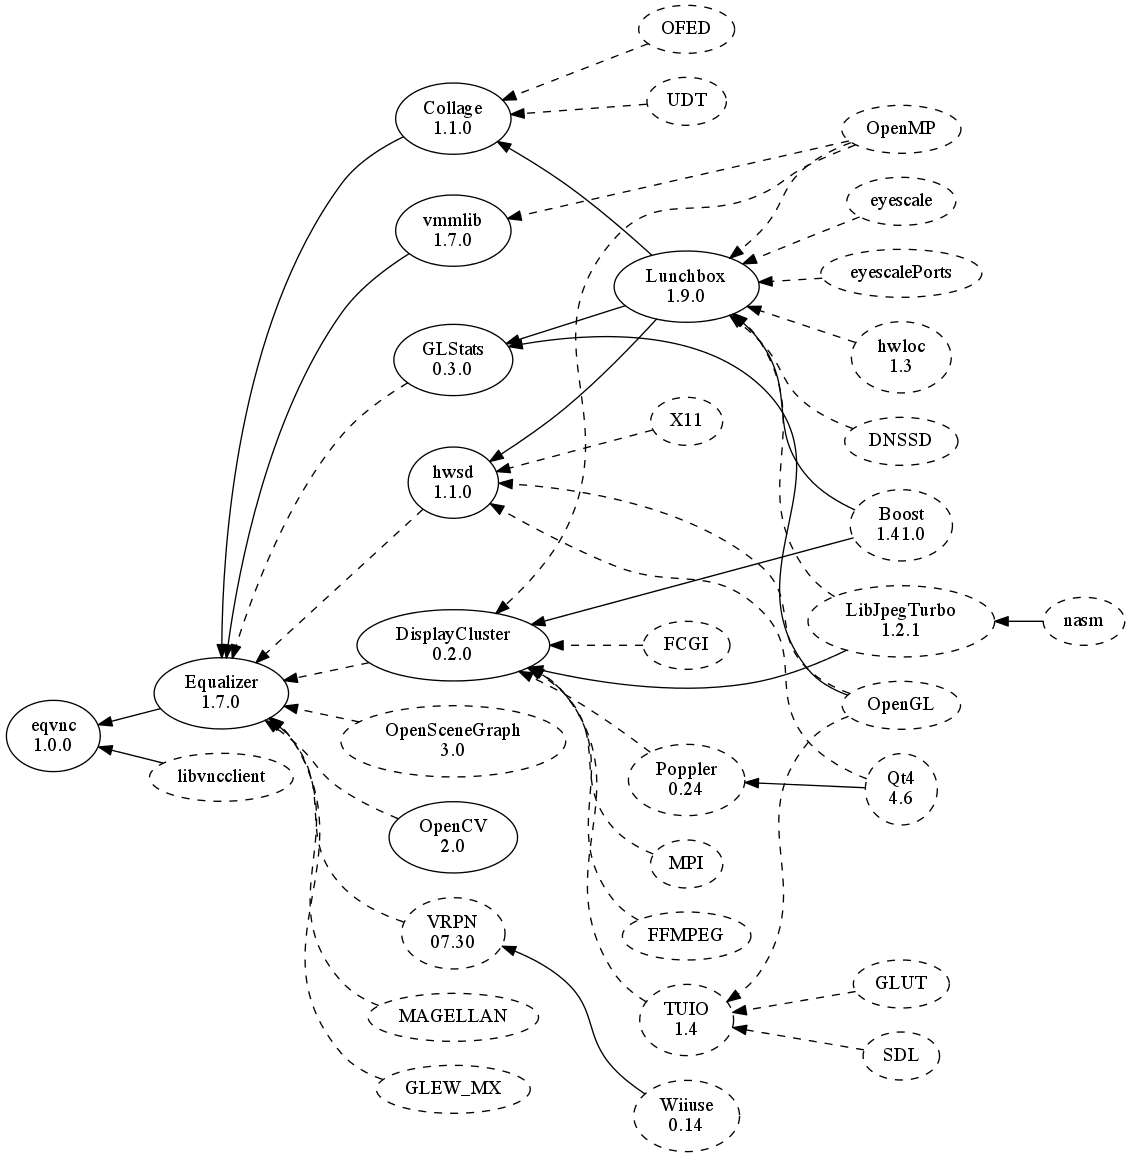 OFED
UDT
Collage
1.1.0
OpenMP
vmmlib
1.7.0
eyescale
Lunchbox
1.9.0
eyescalePorts
GLStats
0.3.0
hwloc
1.3
X11
DNSSD
hwsd
1.1.0
Boost
1.41.0
DisplayCluster
0.2.0
FCGI
LibJpegTurbo
1.2.1
nasm
Equalizer
1.7.0
OpenGL
eqvnc
1.0.0
OpenSceneGraph
3.0
libvncclient
Poppler
0.24
Qt4
4.6
OpenCV
2.0
MPI
VRPN
07.30
FFMPEG
MAGELLAN
TUIO
1.4
GLUT
SDL
GLEW_MX
Wiiuse
0.14